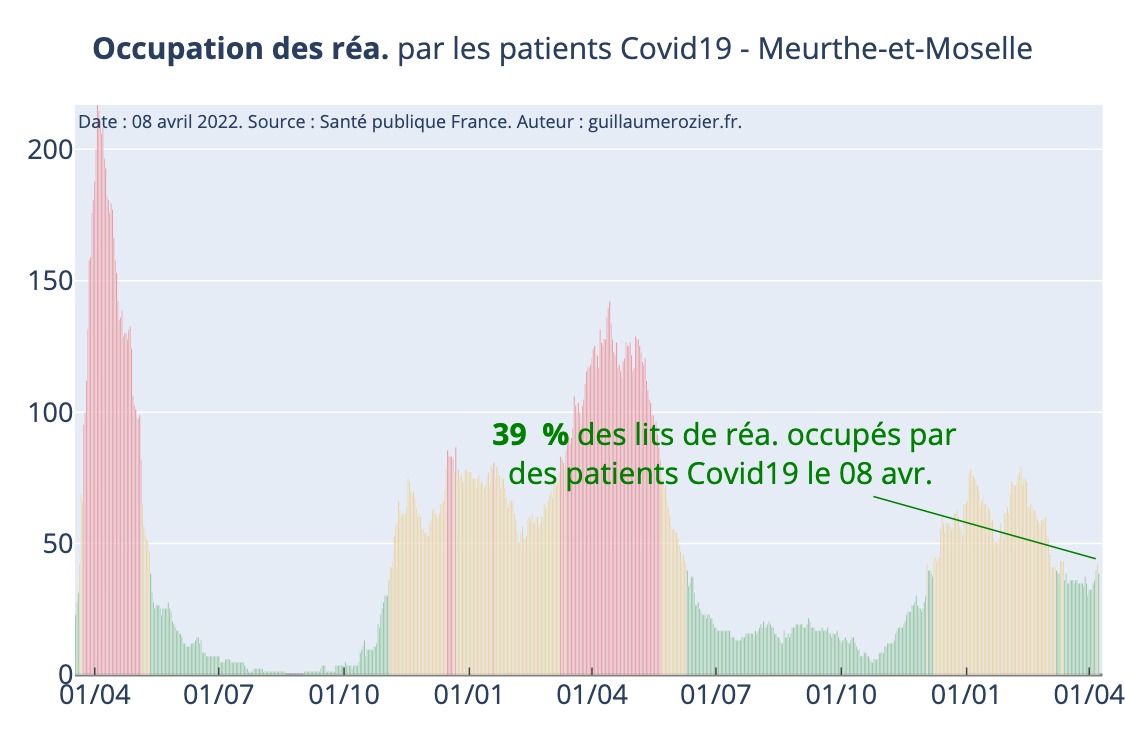 Occupation des réa. par les patients Covid19 - Meurthe-et-Moselle
Date : 08 avril 2022. Source : Santé publique France. Auteur : guillaumerozier.fr.
200
150
100
39 % des lits de réa. occupés par
des patients Covid19 le 08 avr.
50
0
01/04 01/07 01/10 01/01 01/04 01/07 01/10 01/01 01/04